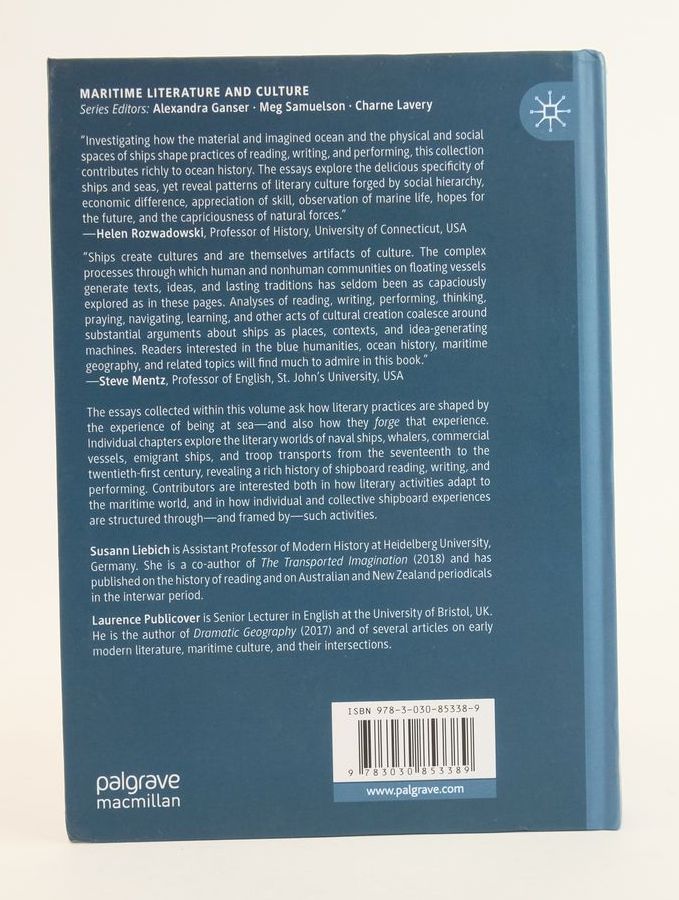 MARITIME LITERATURE AND CULTURE
Series Editors: Alexandra Ganser · Meg Samuelson · Charne Lavery
“Investigating how the material and imagined ocean and the physical and social
spaces of ships shape practices of reading, writing, and performing, this collection
contributes richly to ocean history. The essays explore the delicious specificity of
ships and seas, yet reveal patterns of literary culture forged by social hierarchy,
economic difference, appreciation of skill, observation of marine life, hopes for
the future, and the capriciousness of natural forces.”
—Helen Rozwadowski, Professor of History, University of Connecticut, USA
“Ships create cultures and are themselves artifacts of culture. The complex
processes through which human and nonhuman communities on floating vessels
generate texts, ideas, and lasting traditions has seldom been as capaciously
explored as in these pages. Analyses of reading, writing, performing, thinking,
praying, navigating, learning, and other acts of cultural creation coalesce around
substantial arguments about ships as places, contexts, and idea-generating
machines. Readers interested in the blue humanities, ocean history, maritime
geography, and related topics will find much to admire in this book.”
—Steve Mentz, Professor of English, St. John’s University, USA
The essays collected within this volume ask how literary practices are shaped by
the experience of being at sea—and also how they forge that experience.
Individual chapters explore the literary worlds of naval ships, whalers, commercial
vessels, emigrant ships, and troop transports from the seventeenth to the
twentieth-first century, revealing a rich history of shipboard reading, writing, and
performing. Contributors are interested both in how literary activities adapt to
the maritime world, and in how individual and collective shipboard experiences
are structured through—and framed by—such activities.
Susann Liebich is Assistant Professor of Modern History at Heidelberg University,
Germany. She is a co-author of The Transported Imagination (2018) and has
published on the history of reading and on Australian and New Zealand periodicals
in the interwar period.
Laurence Publicover is Senior Lecturer in English at the University of Bristol, UK.
He is the author of Dramatic Geography (2017) and of several articles on early
modern literature, maritime culture, and their intersections.
ISBN 978-3-030-85338-9
9 783030 853389
www.palgrave.com
palgrave
macmillan